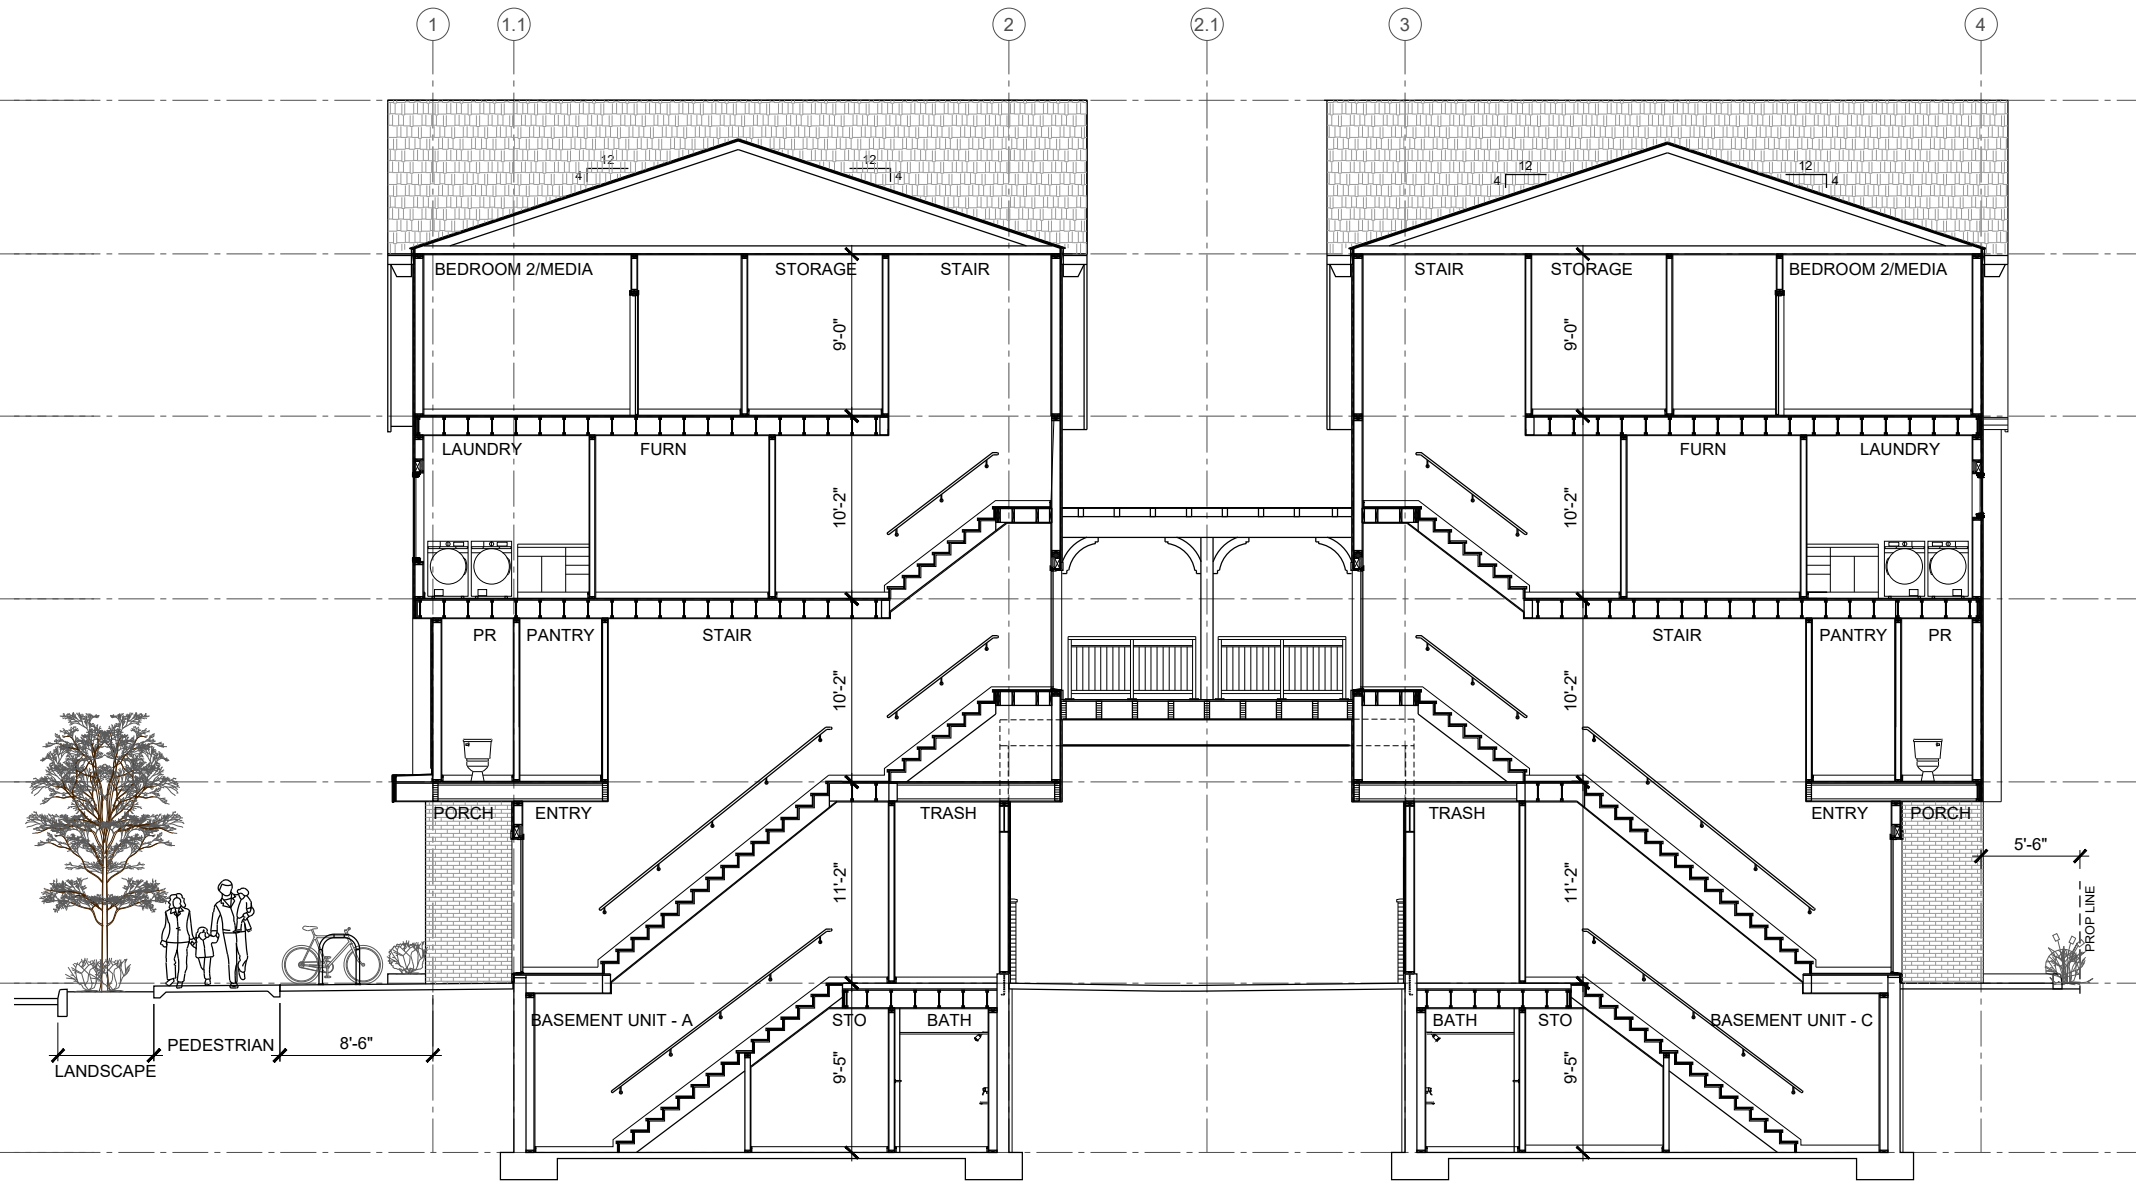 1
1.1
2
2.1
3
4
12
4
12
4
12
4
12
4
BEDROOM 2/MEDIA
STORAGE
STAIR
STAIR
STORAGE
BEDROOM 2/MEDIA
9'-0"
9'-0"
LAUNDRY
FURN
FURN
LAUNDRY
10'-2"
10'-2"
PR
PANTRY
STAIR
STAIR
PANTRY
PR
10'-2"
10'-2"
PORCH
ENTRY
TRASH
TRASH
ENTRY
PORCH
5'-6"
11'-2"
11'-2"
PROP LINE
BASEMENT UNIT - A
STO
BATH
BATH
STO
BASEMENT UNIT - C
PEDESTRIAN
8'-6"
LANDSCAPE
9'-5"
9'-5"